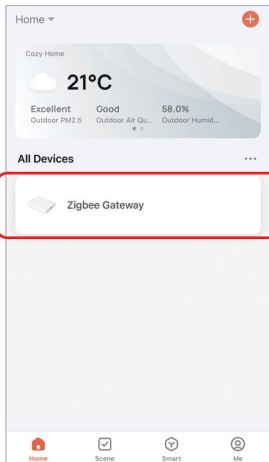 Home
Cozy Home
21°C
Excellent Good 58.0%
Outdoor PM2.5 Outdoor Air Qu... Outdoor Humid...
All Devices
Zigbee Gateway
Home Scene Smart Me